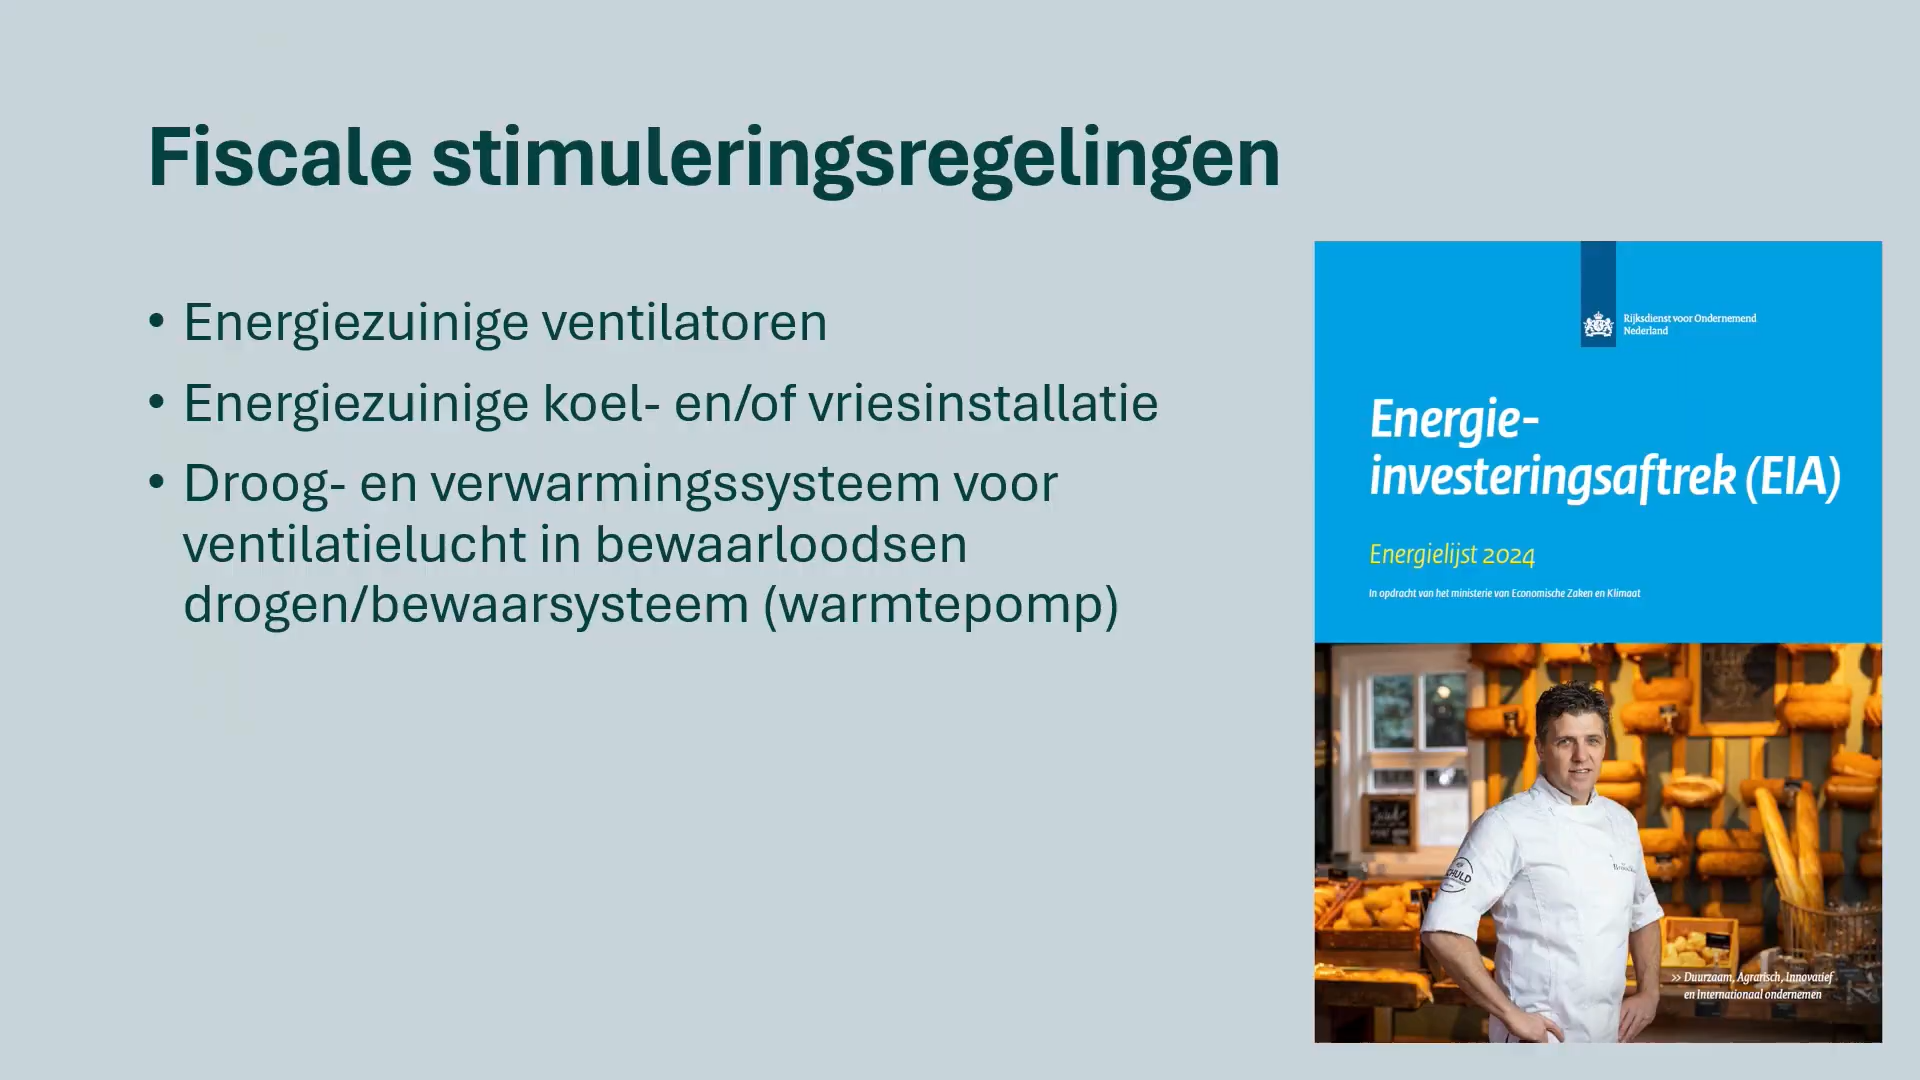 Fiscale stimuleringsregelingen
• Energiezuinige ventilatoren
• Energiezuinige koel- en/of vriesinstallatie
• Droog- en verwarmingssysteem voor
ventilatielucht in bewaarloodsen
drogen/bewaarsysteem (warmtepomp)
Rijksdienst voor Ondernemend
Nederland
Energie-
investeringsaftrek (EIA)
Energielijst 2024
In opdracht van het ministerie van Economische Zaken en Klimaat
>> Duurzaam, Agrarisch, Innovatief
en Internationaal ondernemen